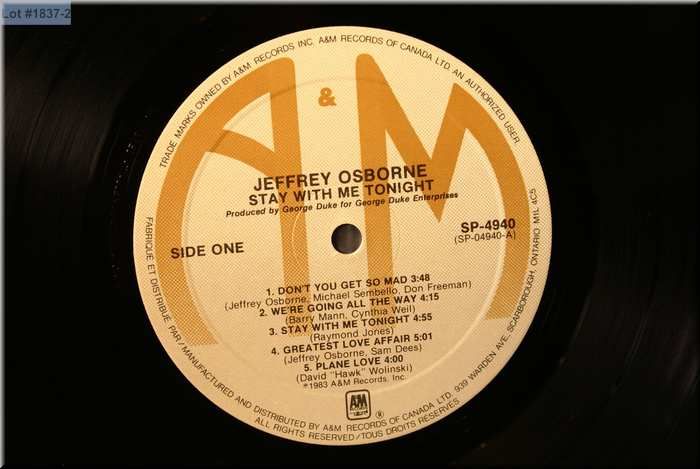 Lot #1837-2
TRADE MARKS OWNED BY A&M RECORDS INC. A&M RECORDS OF CANADA LTD. AN AUTHORIZED USER
A&M
JEFFREY OSBORNE
STAY WITH ME TONIGHT
Produced by George Duke for George Duke Enterprises
SIDE ONE
SP-4940
(SP-04940-A)
1. DON'T YOU GET SO MAD 3:48
(Jeffrey Osborne, Michael Sembello, Don Freeman)
2. WE'RE GOING ALL THE WAY 4:15
(Barry Mann, Cynthia Weil)
3. STAY WITH ME TONIGHT 4:55
(Raymond Jones)
4. GREATEST LOVE AFFAIR 5:01
(Jeffrey Osborne, Sam Dees)
5. PLANE LOVE 4:00
(David "Hawk" Wolinski)
℗1983 A&M Records, Inc.
A&M
RECORDS
®
FABRIQUÉ ET DISTRIBUÉ PAR/MANUFACTURED AND DISTRIBUTED BY A&M RECORDS OF CANADA LTD. 939 WARDEN AVE. SCARBOROUGH, ONTARIO M1L 4C5
ALL RIGHTS RESERVED/TOUS DROITS RÉSERVÉS